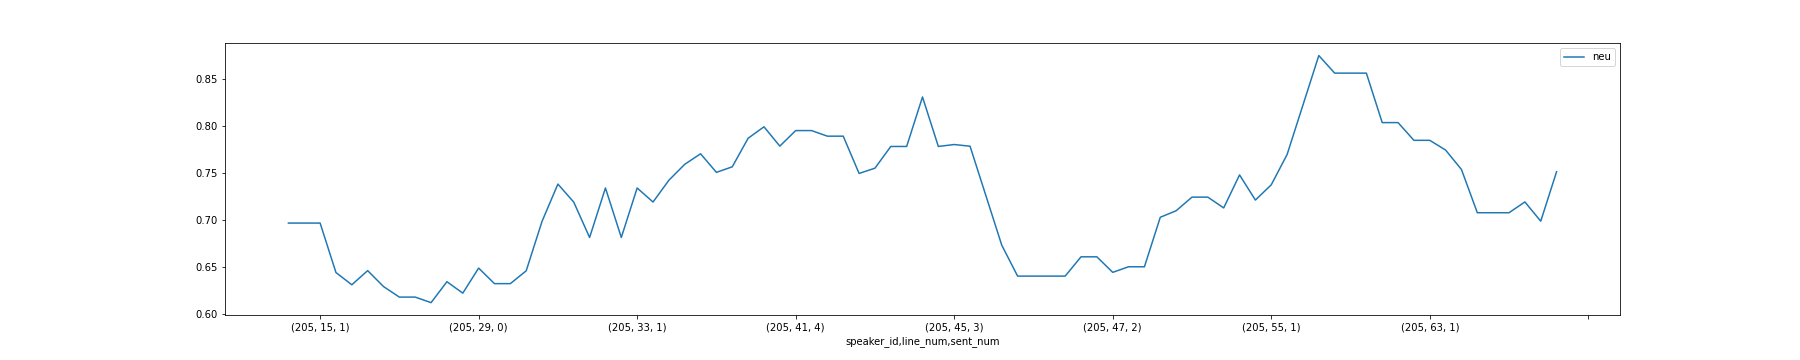 neu
0.85
0.80
0.75
0.70
0.65
0.60
(205, 15, 1) (205, 29, 0) (205, 33, 1) (205, 41, 4) (205, 45, 3) (205, 47, 2) (205, 55, 1) (205, 63, 1)
speaker_id,line_num,sent_num